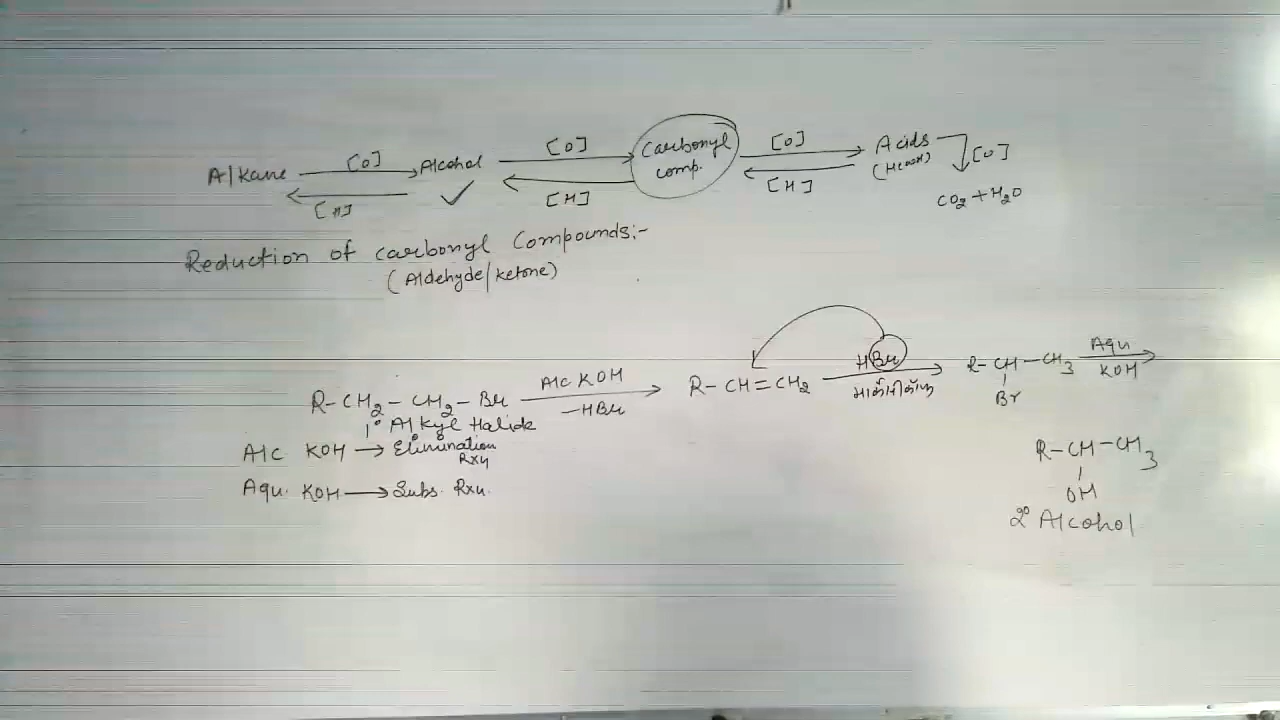 Alkane [O] Alcohol [O] Carbonyl comp. [O] Acids (HCOOH) [O]
[H] [H] [H] CO2 + H2O
Reduction of Carbonyl Compounds:-
(Aldehyde/Ketone)
R-CH2-CH2-Br Alc KOH -HBr R-CH=CH2 HBr R-CH-CH3 Aqu KOH
Br
1° Alkyl Halide
Alc KOH → Elimination Rxn
Aqu. KOH → Subs. Rxn.
R-CH-CH3
OH
2° Alcohol